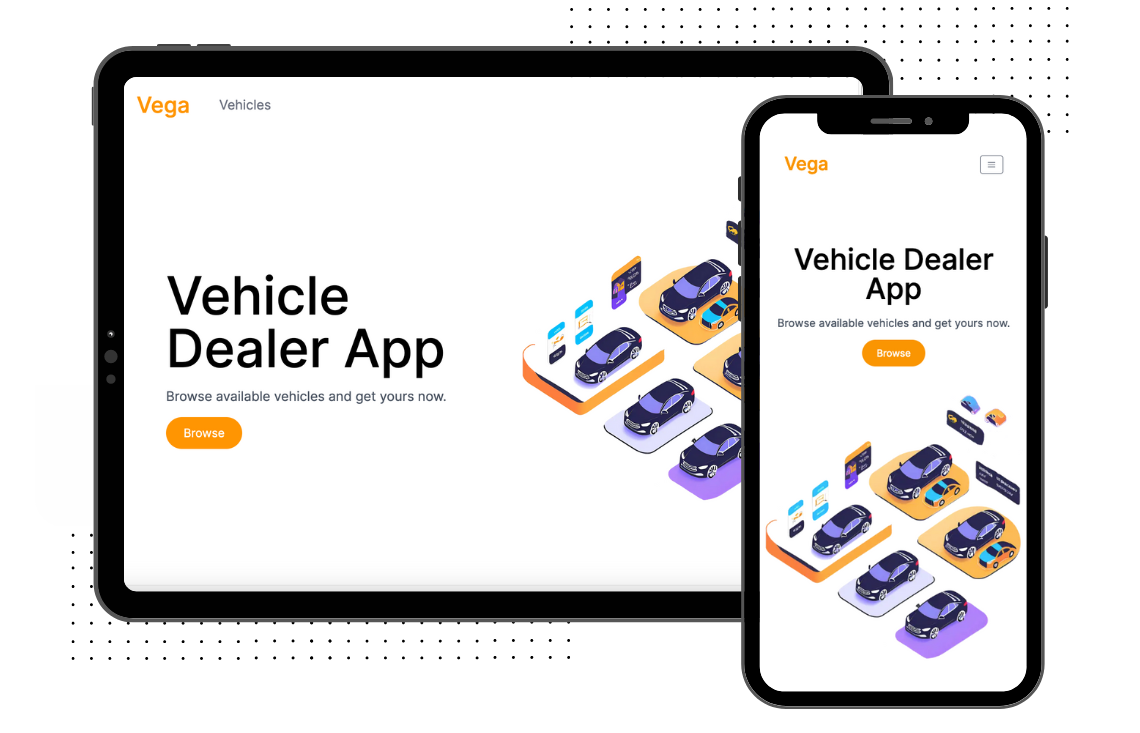 Vega
Vehicles
Vehicle
Dealer App
Browse available vehicles and get yours now.
Browse
Vega
Vehicle Dealer
App
Browse available vehicles and get yours now.
Browse